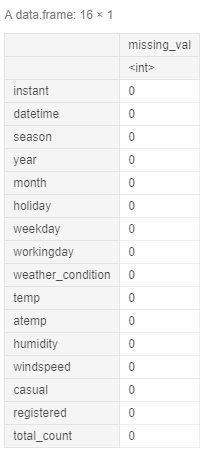 A data.frame: 16 × 1
missing_val
<int>
instant 0
datetime 0
season 0
year 0
month 0
holiday 0
weekday 0
workingday 0
weather_condition 0
temp 0
atemp 0
humidity 0
windspeed 0
casual 0
registered 0
total_count 0